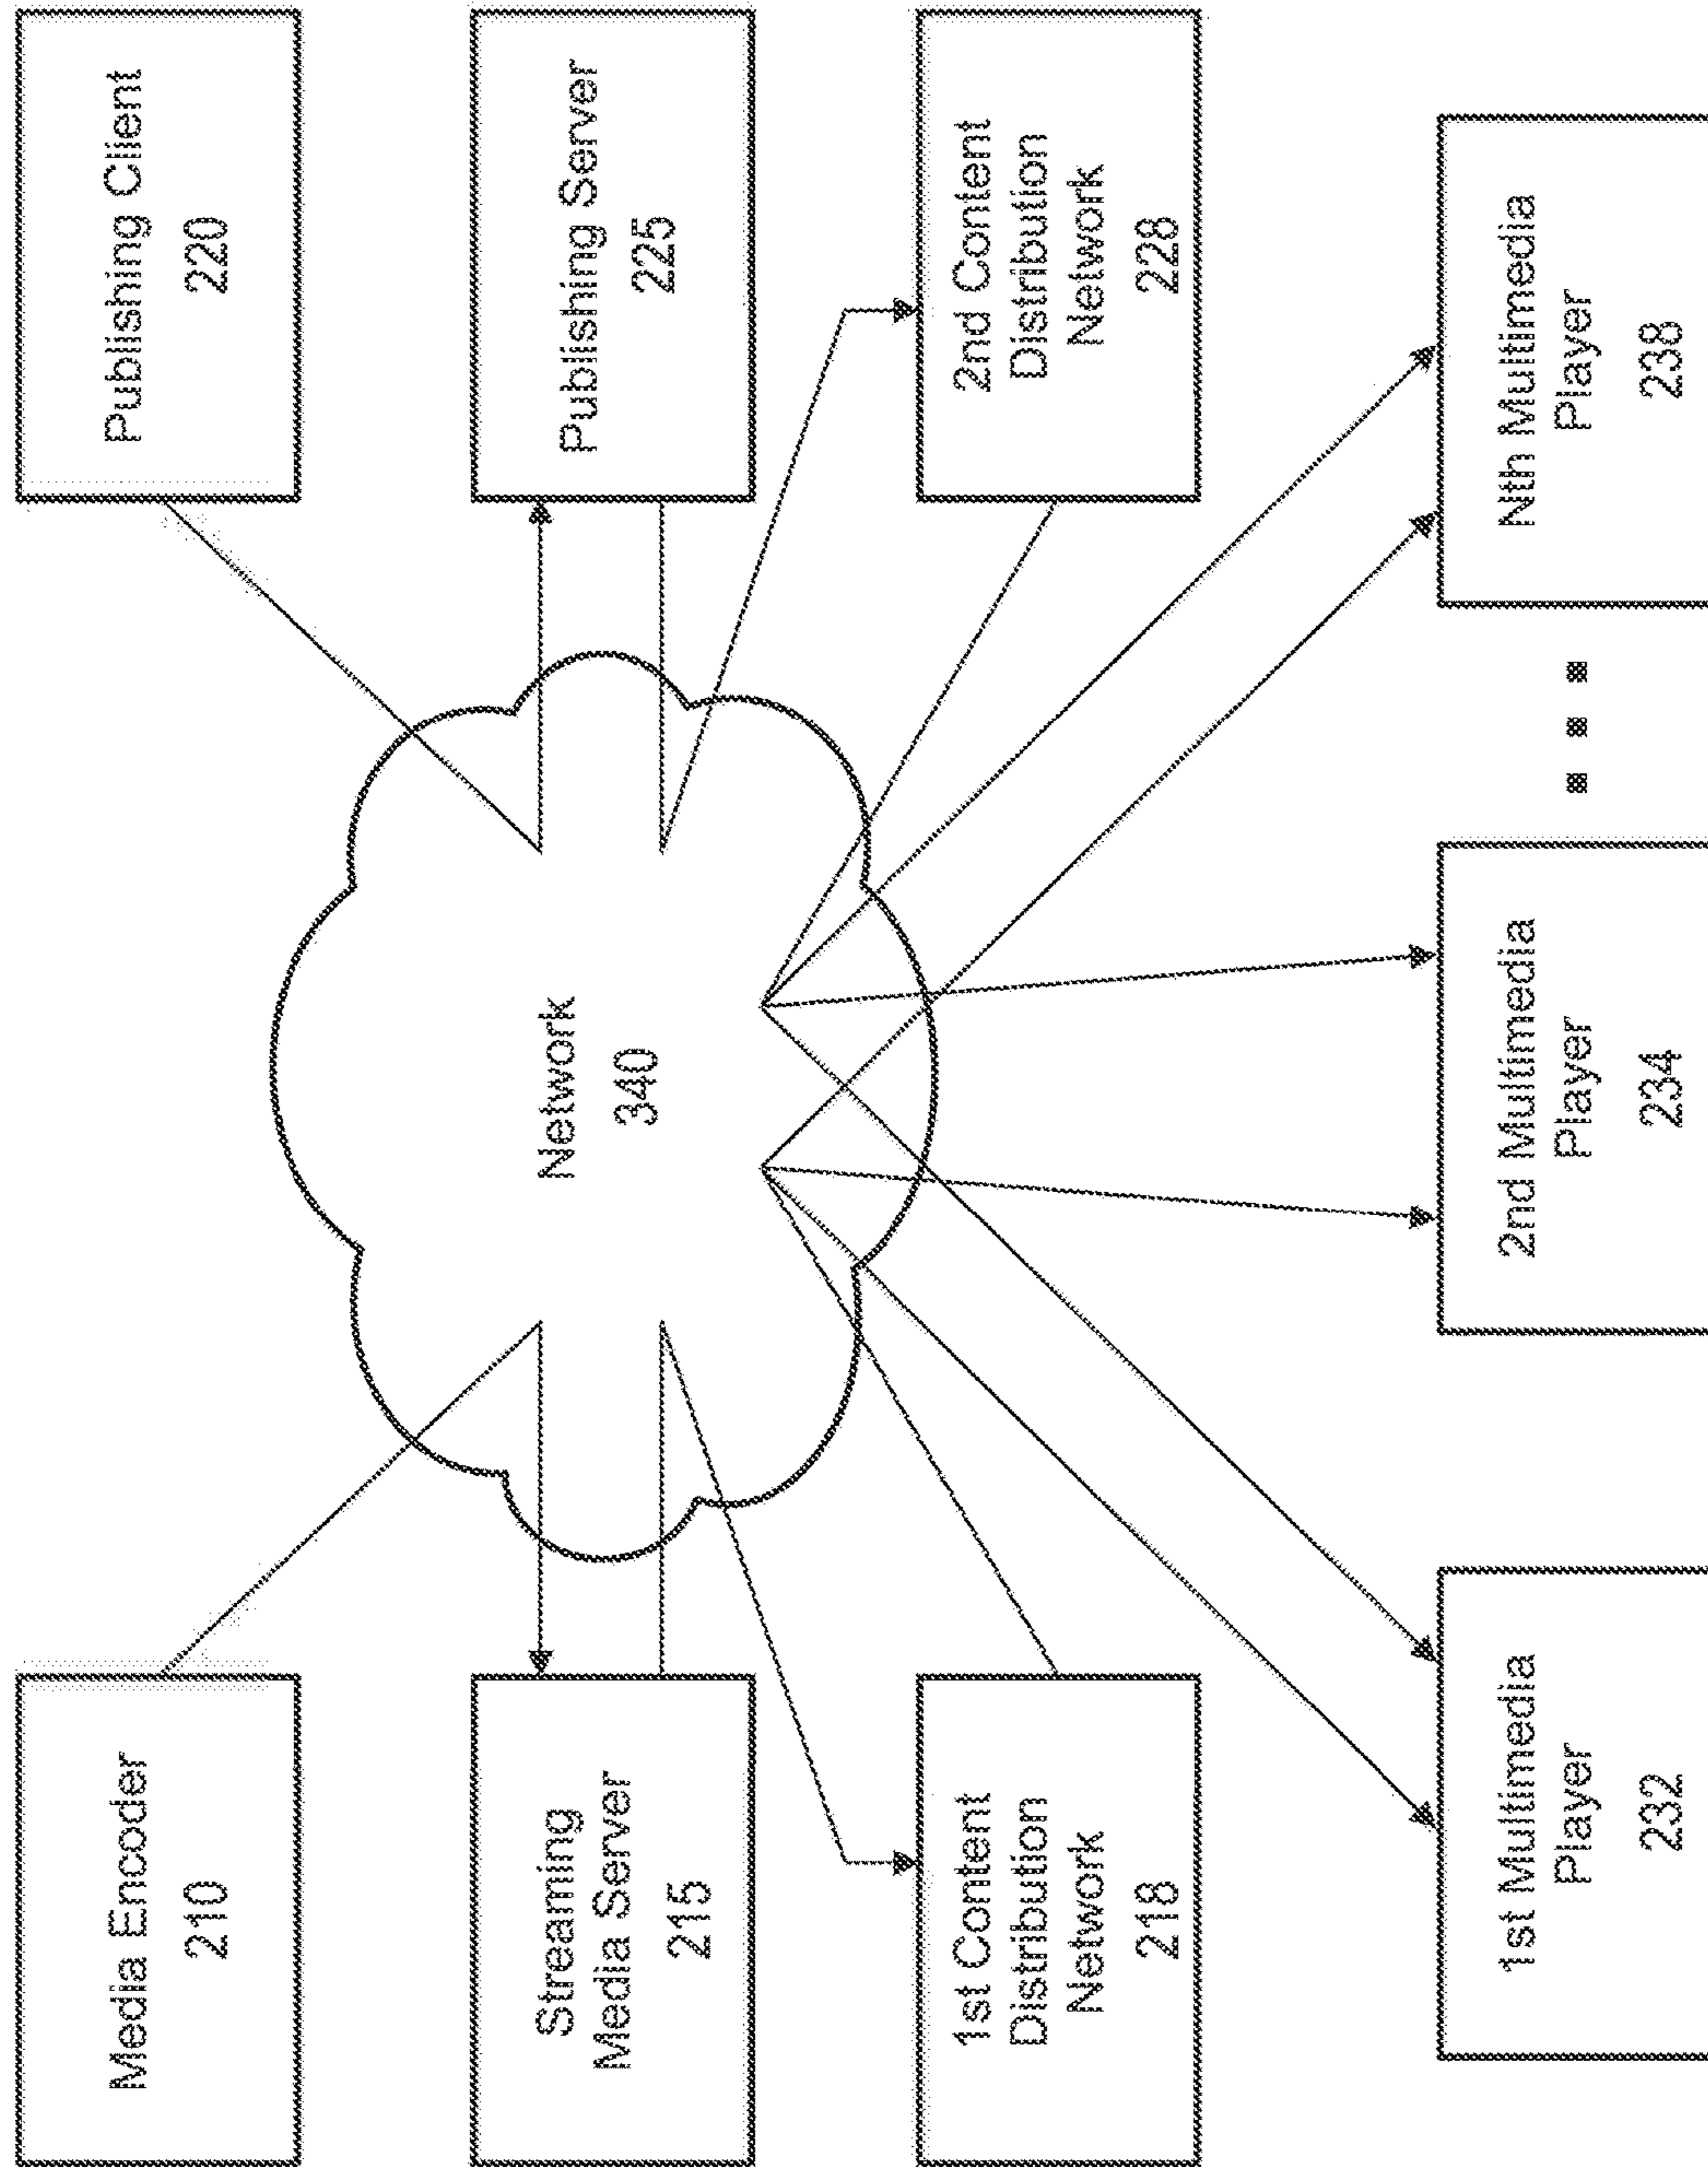 Media Encoder
210
Publishing Client
220
Streaming
Media Server
215
Network
340
Publishing Server
225
1st Content
Distribution
Network
218
2nd Content
Distribution
Network
228
1st Multimedia
Player
232
2nd Multimedia
Player
234
Nth Multimedia
Player
238